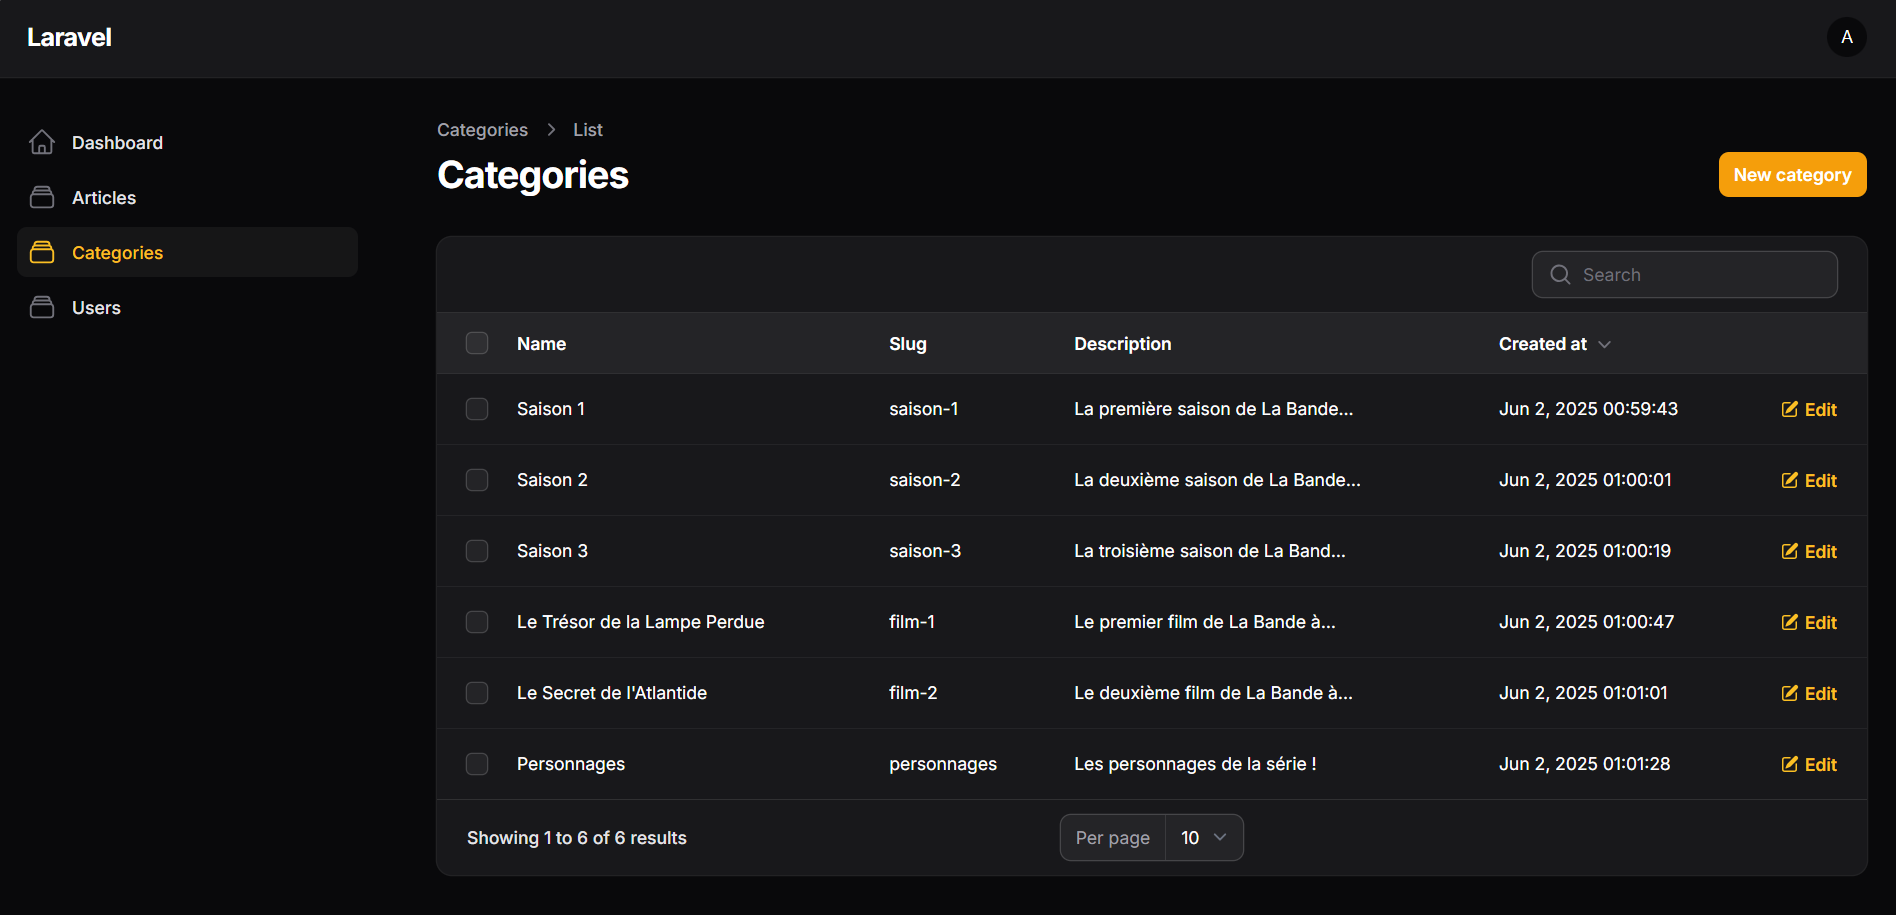 Laravel
A
Dashboard
Articles
Categories
Users
Categories > List
Categories
New category
Search
Name Slug Description Created at
Saison 1 saison-1 La première saison de La Bande... Jun 2, 2025 00:59:43 Edit
Saison 2 saison-2 La deuxième saison de La Bande... Jun 2, 2025 01:00:01 Edit
Saison 3 saison-3 La troisième saison de La Band... Jun 2, 2025 01:00:19 Edit
Le Trésor de la Lampe Perdue film-1 Le premier film de La Bande à... Jun 2, 2025 01:00:47 Edit
Le Secret de l'Atlantide film-2 Le deuxième film de La Bande à... Jun 2, 2025 01:01:01 Edit
Personnages personnages Les personnages de la série ! Jun 2, 2025 01:01:28 Edit
Showing 1 to 6 of 6 results Per page 10